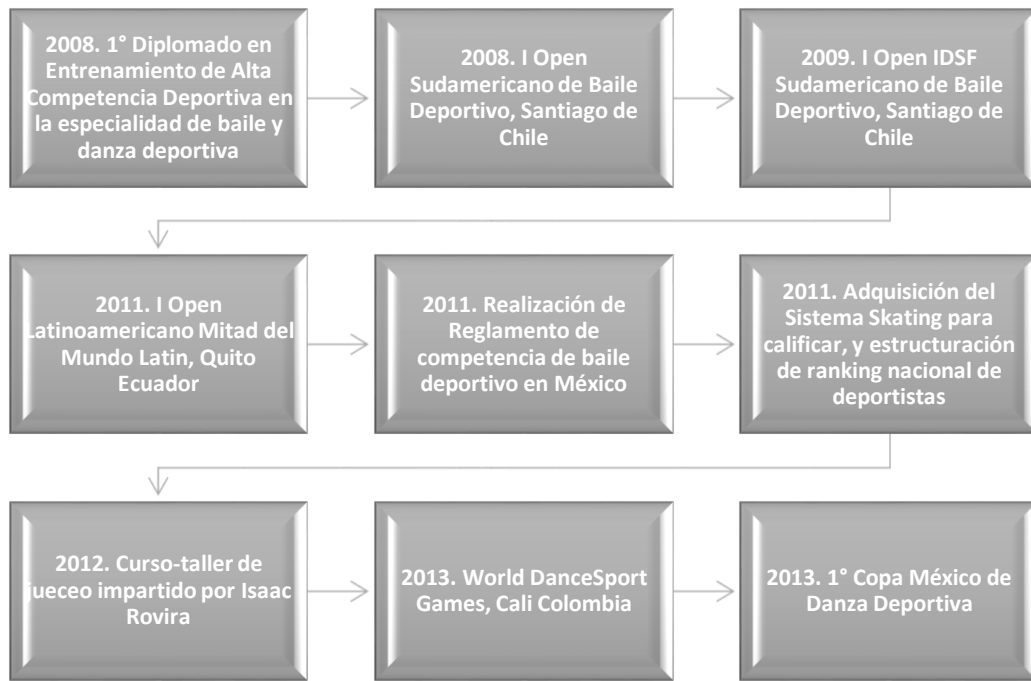 2008. 1° Diplomado en
Entrenamiento de Alta
Competencia Deportiva en
la especialidad de baile y
danza deportiva
2008. I Open
Sudamericano de Baile
Deportivo, Santiago de
Chile
2009. I Open IDSF
Sudamericano de Baile
Deportivo, Santiago de
Chile
2011. I Open
Latinoamericano Mitad del
Mundo Latin, Quito
Ecuador
2011. Realización de
Reglamento de
competencia de baile
deportivo en México
2011. Adquisición del
Sistema Skating para
calificar, y estructuración
de ranking nacional de
deportistas
2012. Curso-taller de
jueceo impartido por Isaac
Rovira
2013. World DanceSport
Games, Cali Colombia
2013. 1° Copa México de
Danza Deportiva